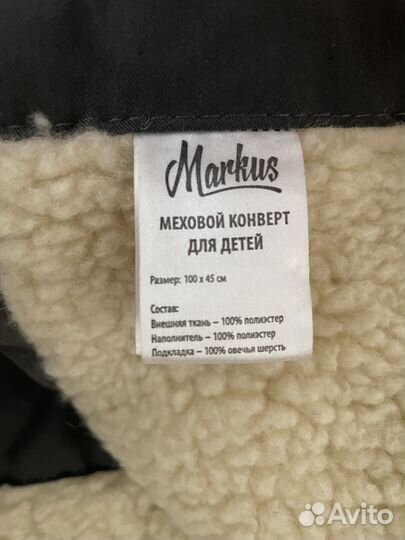 Markus
МЕХОВОЙ КОНВЕРТ
ДЛЯ ДЕТЕЙ
Размер: 100 x 45 см
Состав:
Внешняя ткань – 100% полиэстер
Наполнитель – 100% полиэстер
Подкладка – 100% овечья шерсть
Avito